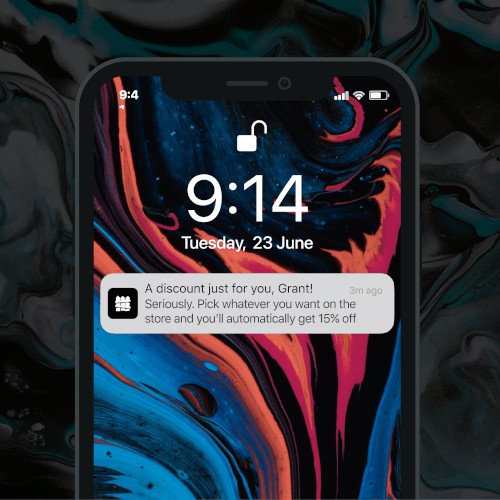 9:4
9:14
Tuesday, 23 June
A discount just for you, Grant!
3m ago
Seriously. Pick whatever you want on the
store and you'll automatically get 15% off